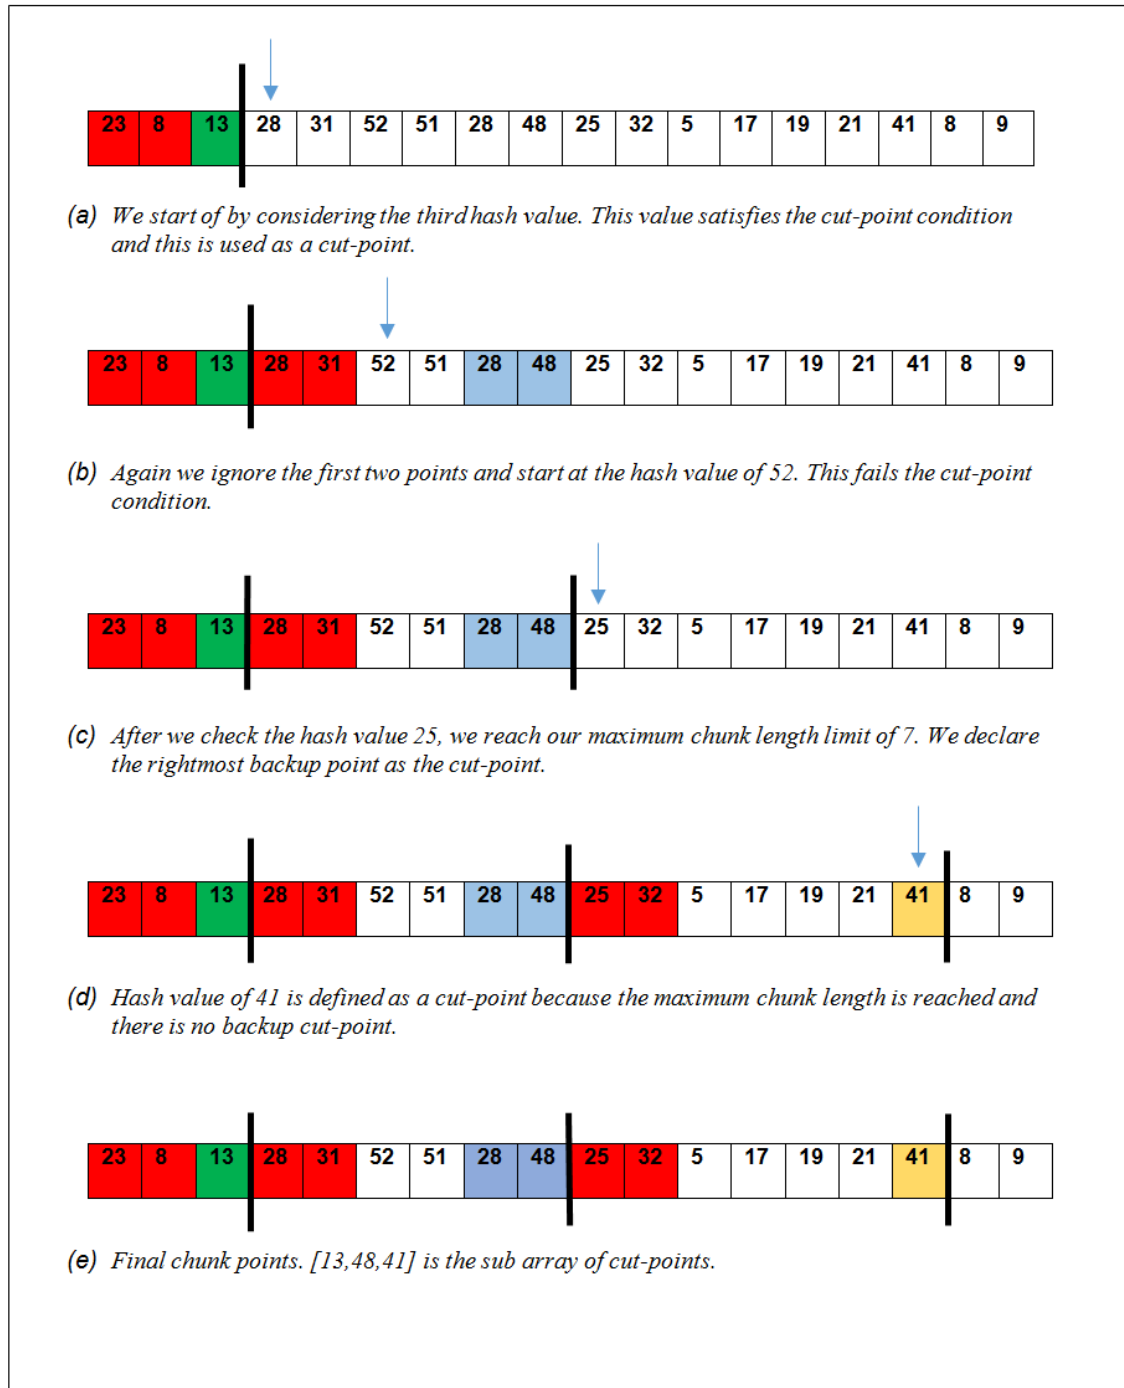 23 8 13 28 31 52 51 28 48 25 32 5 17 19 21 41 8 9
(a) We start of by considering the third hash value. This value satisfies the cut-point condition
and this is used as a cut-point.
23 8 13 28 31 52 51 28 48 25 32 5 17 19 21 41 8 9
(b) Again we ignore the first two points and start at the hash value of 52. This fails the cut-point
condition.
23 8 13 28 31 52 51 28 48 25 32 5 17 19 21 41 8 9
(c) After we check the hash value 25, we reach our maximum chunk length limit of 7. We declare
the rightmost backup point as the cut-point.
23 8 13 28 31 52 51 28 48 25 32 5 17 19 21 41 8 9
(d) Hash value of 41 is defined as a cut-point because the maximum chunk length is reached and
there is no backup cut-point.
23 8 13 28 31 52 51 28 48 25 32 5 17 19 21 41 8 9
(e) Final chunk points. [13,48,41] is the sub array of cut-points.